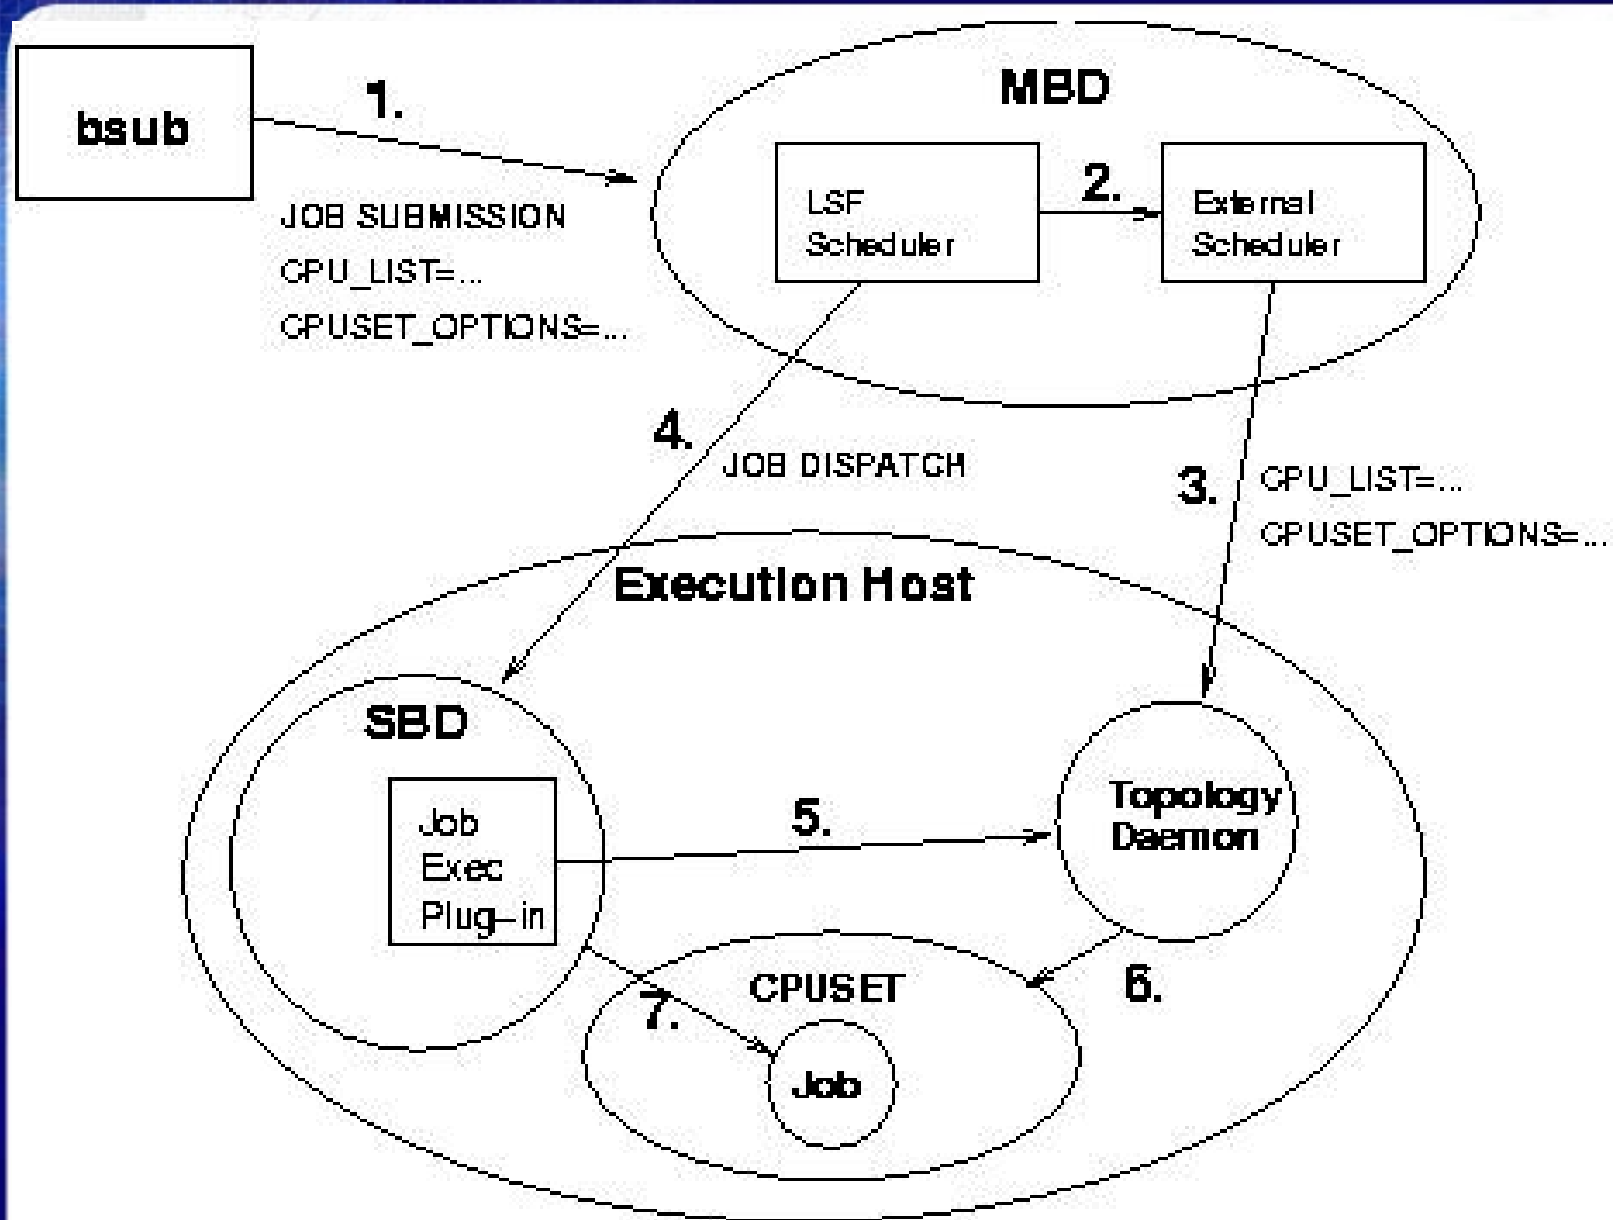 bsub
1.
JOB SUBMISSION
CPU_LIST=...
CPUSET_OPTIONS=...
MBD
LSF
Scheduler
2.
External
Scheduler
4.
JOB DISPATCH
3.
CPU_LIST=...
CPUSET_OPTIONS=...
Execution Host
SBD
Job
Exec
Plug-in
5.
Topology
Daemon
6.
CPUSET
7.
Job